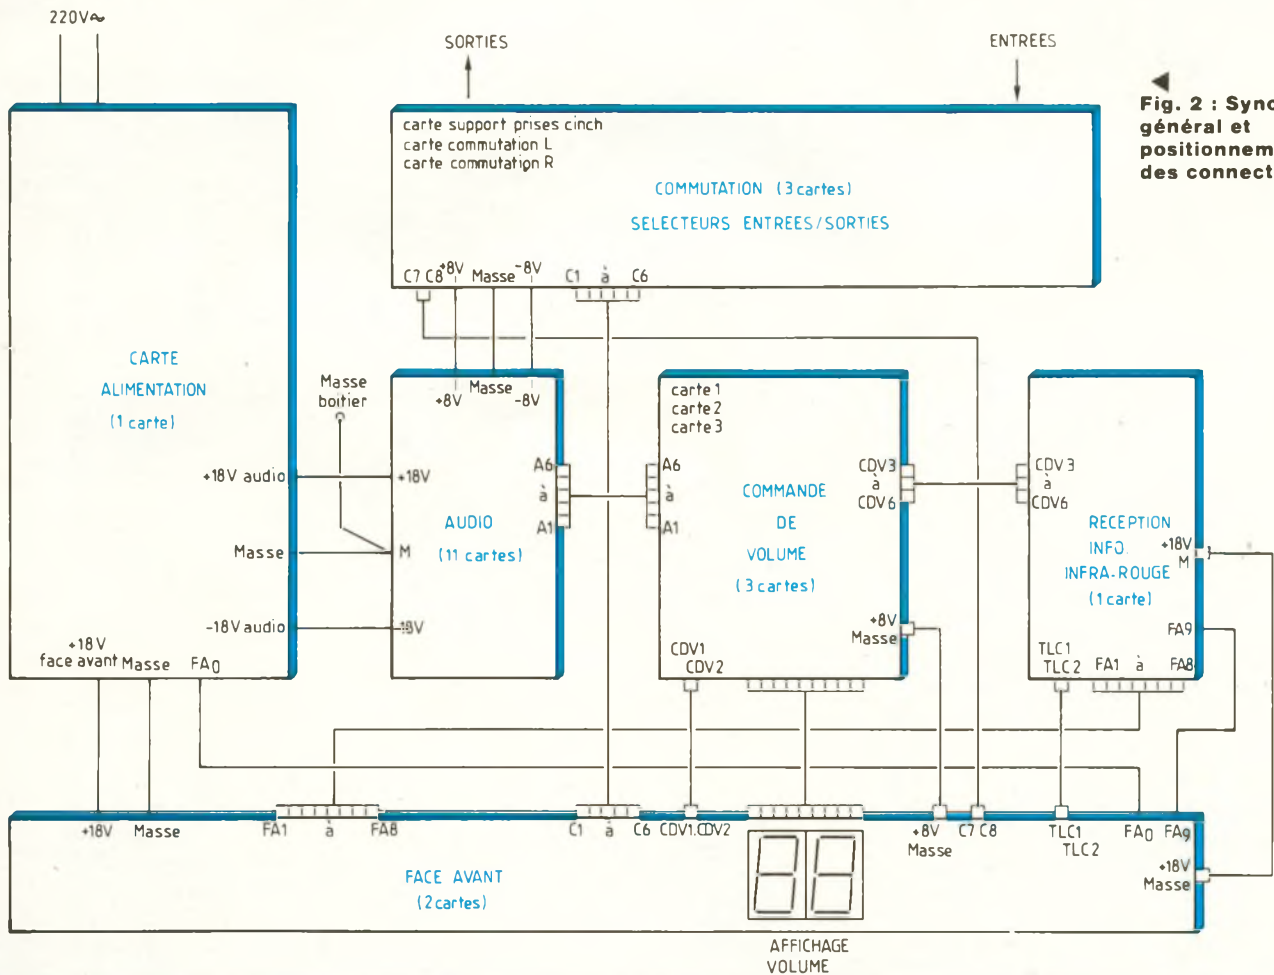 220V~
SORTIES
ENTREES
Fig. 2 : Sync
général et
positionnem
des connect
carte support prises cinch
carte commutation L
carte commutation R
COMMUTATION (3 cartes)
SELECTEURS ENTREES/SORTIES
C7 C8 +8V Masse -8V C1 à C6
CARTE
ALIMENTATION
(1 carte)
Masse
boitier
+18V audio
Masse
-18V audio
+18V
face avant Masse FA0
+8V Masse -8V
+18V
M
-18V
AUDIO
(11 cartes)
A6
à
A1
carte 1
carte 2
carte 3
A6
à
A1
COMMANDE
DE
VOLUME
(3 cartes)
CDV3
à
CDV6
+8V
Masse
CDV1
CDV2
CDV3
à
CDV6
RECEPTION
INFO.
INFRA-ROUGE
(1 carte)
+18V
M
FA9
TLC1
TLC2
FA1 à FA8
+18V Masse FA1 à FA8 C1 à C6 CDV1 CDV2
+8V
Masse
C7 C8
TLC1
TLC2
FA0 FA9
+18V
Masse
FACE AVANT
(2 cartes)
88
AFFICHAGE
VOLUME